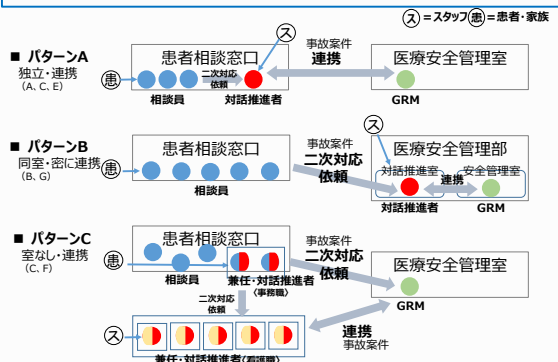 ス＝スタッフ 患＝患者・家族
■ パターンA
独立・連携
(A, C, E)
患
患者相談窓口
二次対応
依頼
相談員
対話推進者
ス
事故案件
連携
医療安全管理室
GRM
■ パターンB
同室・密に連携
(B, G)
患
患者相談窓口
相談員
事故案件
二次対応
依頼
ス
医療安全管理部
対話推進室
安全管理室
連携
対話推進者
GRM
■ パターンC
室なし・連携
(C, F)
患
患者相談窓口
相談員
兼任・対話推進者
〈事務職〉
事故案件
二次対応
依頼
医療安全管理室
GRM
二次対応
依頼
ス
連携
事故案件
兼任・対話推進者〈看護職〉